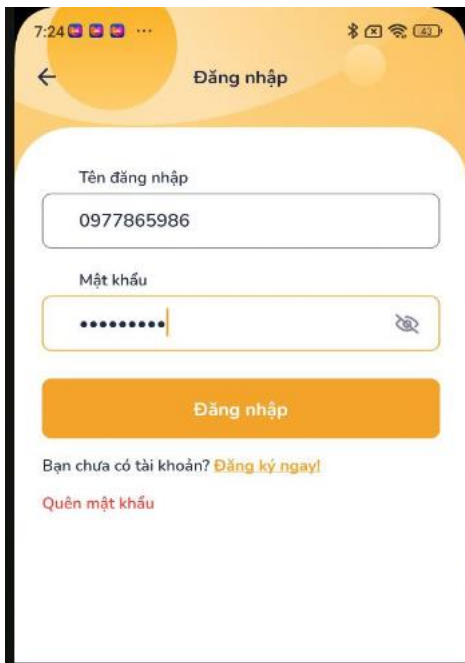 7:24 ...
43
Đăng nhập
Tên đăng nhập
0977865986
Mật khẩu
•••••••••
Đăng nhập
Bạn chưa có tài khoản? Đăng ký ngay!
Quên mật khẩu